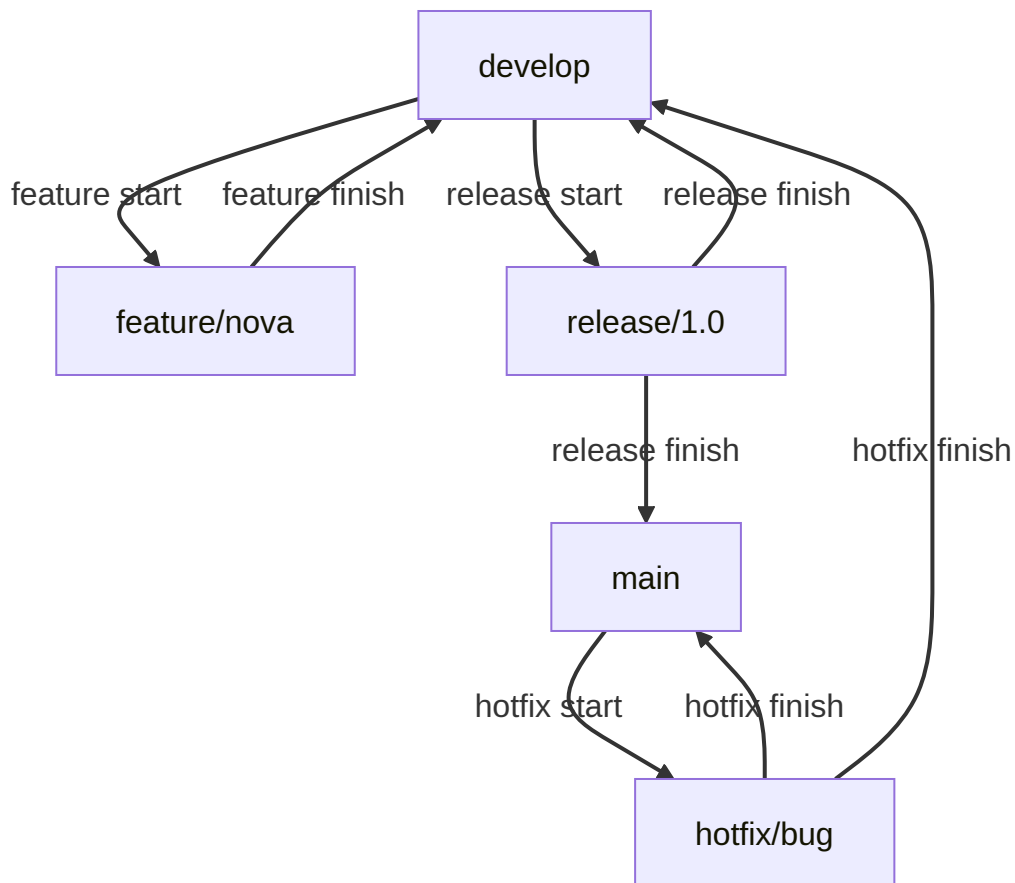 develop
feature start
feature finish
release start
release finish
feature/nova
release/1.0
release finish
hotfix finish
main
hotfix start
hotfix finish
hotfix/bug